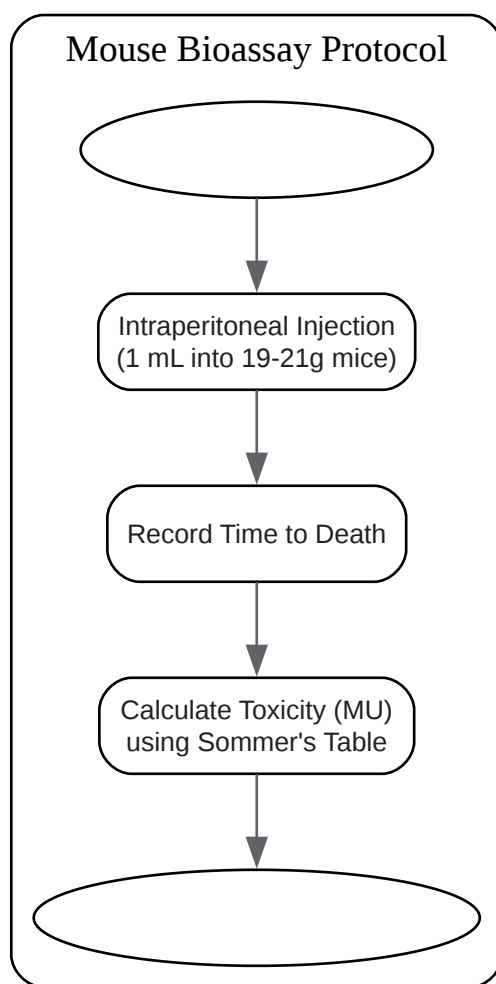 Mouse Bioassay Protocol
Intraperitoneal Injection
(1 mL into 19-21g mice)
Record Time to Death
Calculate Toxicity (MU)
using Sommer's Table